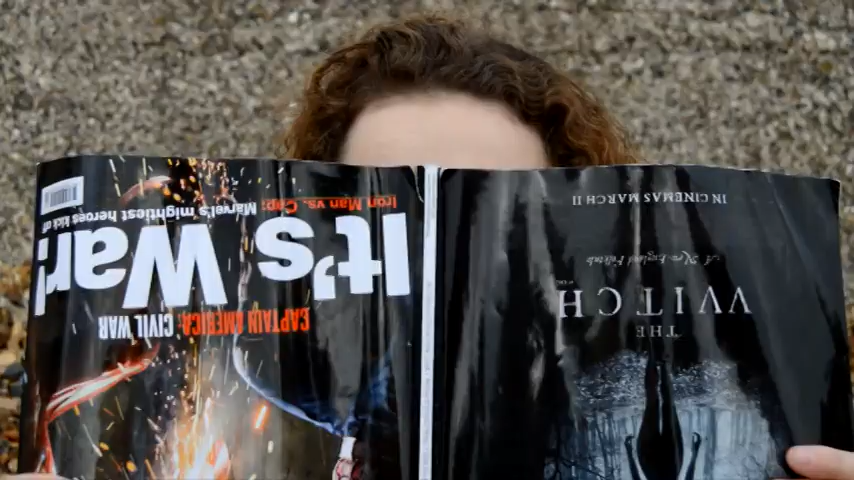 Iron Man vs. Cap: Marvel's mightiest heroes kick off
It's War!
CAPTAIN AMERICA: CIVIL WAR
THE
VVITCH
A New England Folktale
IN CINEMAS MARCH 11